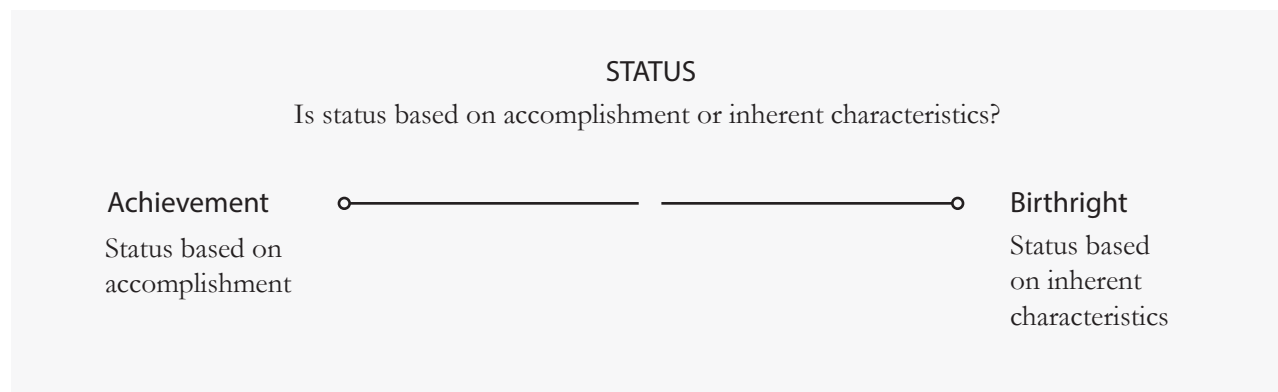 STATUS
Is status based on accomplishment or inherent characteristics?
Achievement
Status based on
accomplishment
Birthright
Status based
on inherent
characteristics